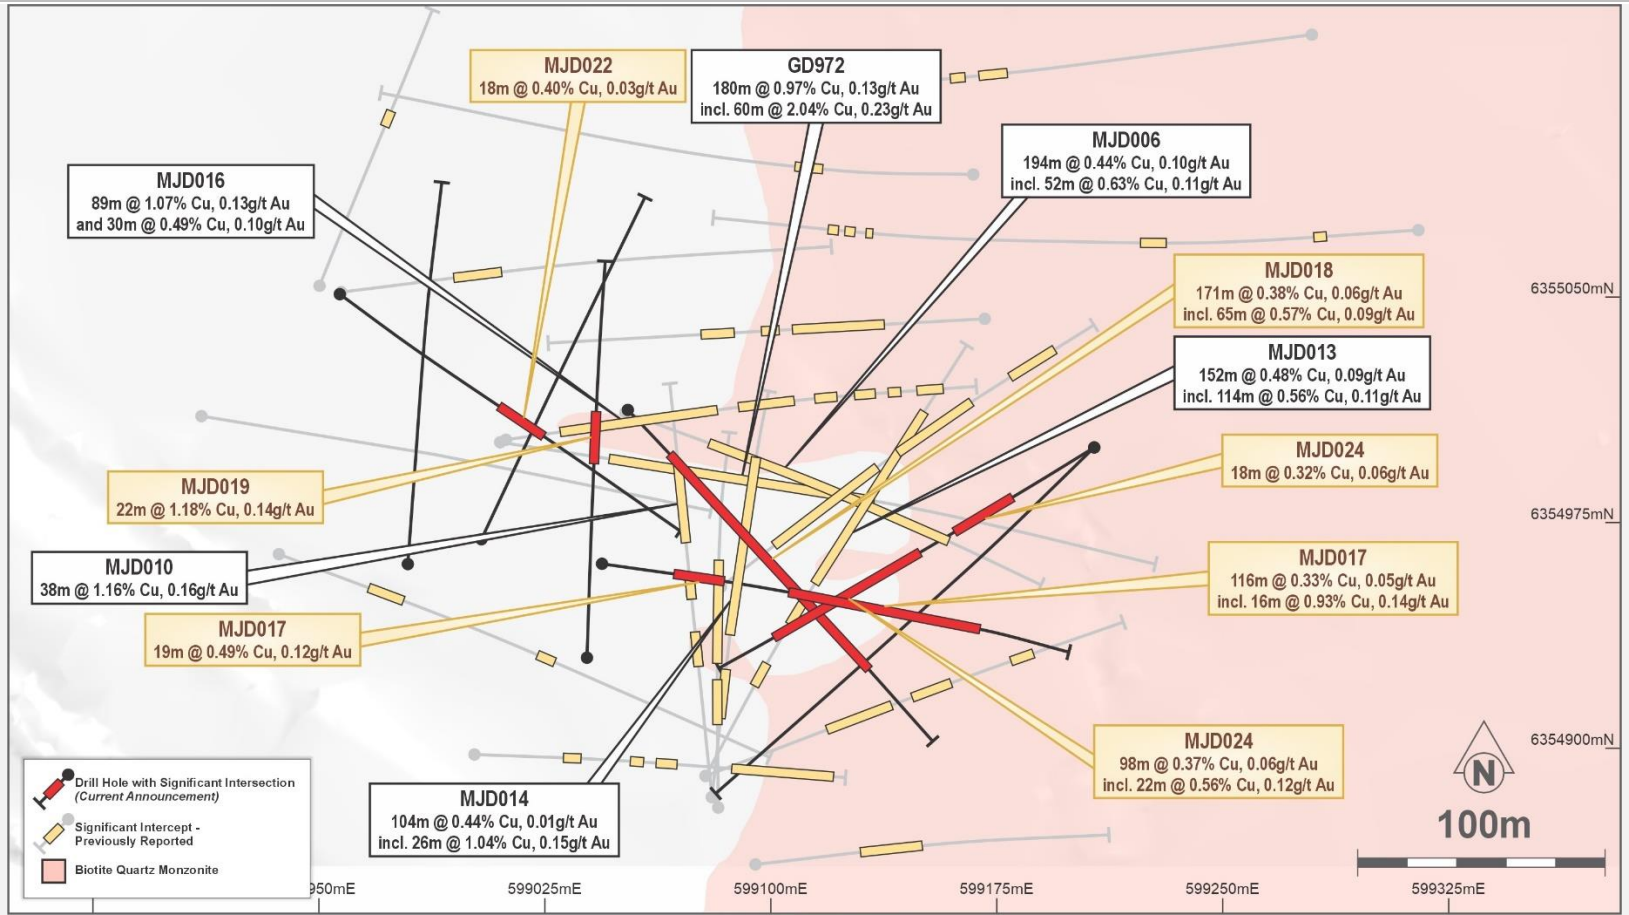 MJD022
18m @ 0.40% Cu, 0.03g/t Au
GD972
180m @ 0.97% Cu, 0.13g/t Au
incl. 60m @ 2.04% Cu, 0.23g/t Au
MJD006
194m @ 0.44% Cu, 0.10g/t Au
incl. 52m @ 0.63% Cu, 0.11g/t Au
MJD016
89m @ 1.07% Cu, 0.13g/t Au
and 30m @ 0.49% Cu, 0.10g/t Au
MJD018
171m @ 0.38% Cu, 0.06g/t Au
incl. 65m @ 0.57% Cu, 0.09g/t Au
6355050mN
MJD013
152m @ 0.48% Cu, 0.09g/t Au
incl. 114m @ 0.56% Cu, 0.11g/t Au
MJD024
18m @ 0.32% Cu, 0.06g/t Au
MJD019
22m @ 1.18% Cu, 0.14g/t Au
6354975mN
MJD010
38m @ 1.16% Cu, 0.16g/t Au
MJD017
116m @ 0.33% Cu, 0.05g/t Au
incl. 16m @ 0.93% Cu, 0.14g/t Au
MJD017
19m @ 0.49% Cu, 0.12g/t Au
6354900mN
MJD024
98m @ 0.37% Cu, 0.06g/t Au
incl. 22m @ 0.56% Cu, 0.12g/t Au
MJD014
104m @ 0.44% Cu, 0.01g/t Au
incl. 26m @ 1.04% Cu, 0.15g/t Au
N
100m
Drill Hole with Significant Intersection
(Current Announcement)
Significant Intercept -
Previously Reported
Biotite Quartz Monzonite
950mE
599025mE
599100mE
599175mE
599250mE
599325mE